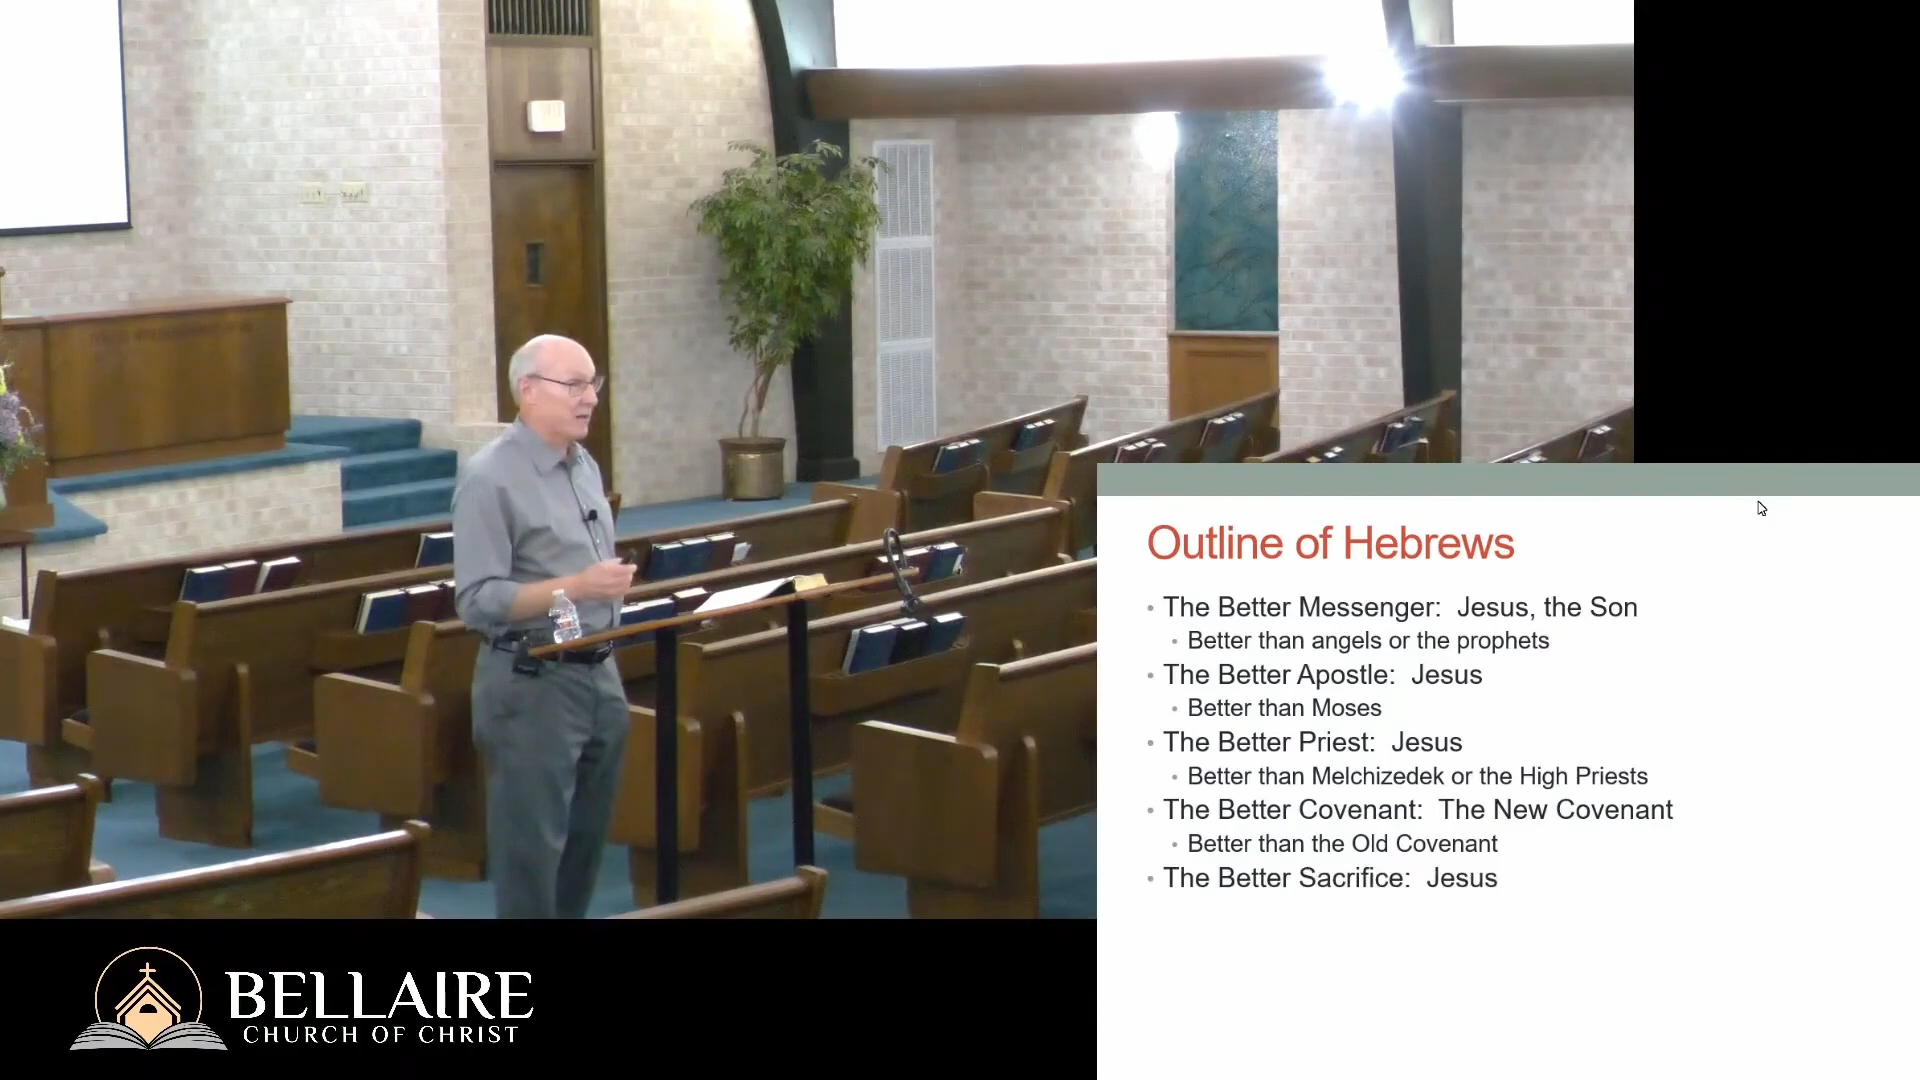 Outline of Hebrews
• The Better Messenger: Jesus, the Son
• Better than angels or the prophets
• The Better Apostle: Jesus
• Better than Moses
• The Better Priest: Jesus
• Better than Melchizedek or the High Priests
• The Better Covenant: The New Covenant
• Better than the Old Covenant
• The Better Sacrifice: Jesus
BELLAIRE
CHURCH OF CHRIST